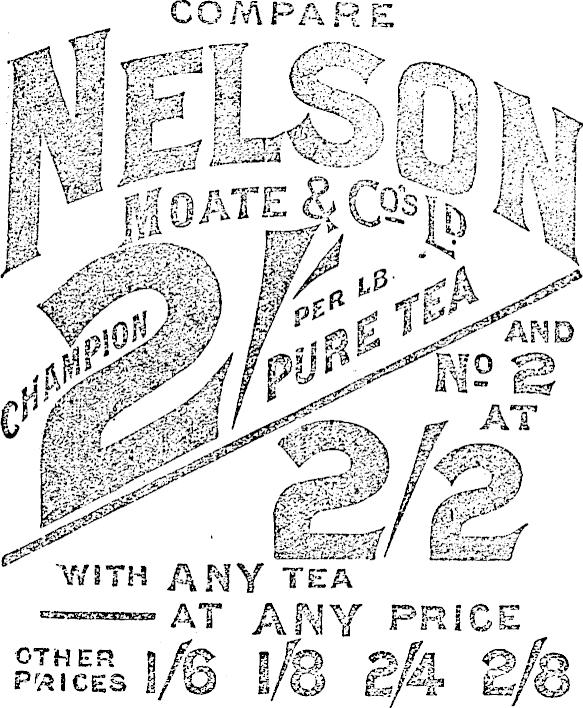 COMPARE
NELSON
MOATE & Co's Ld.
CHAMPION 2/-
PER LB.
PURE TEA
AND
No 2
AT
2/2
WITH ANY TEA
AT ANY PRICE
OTHER PRICES 1/6 1/8 2/4 2/8